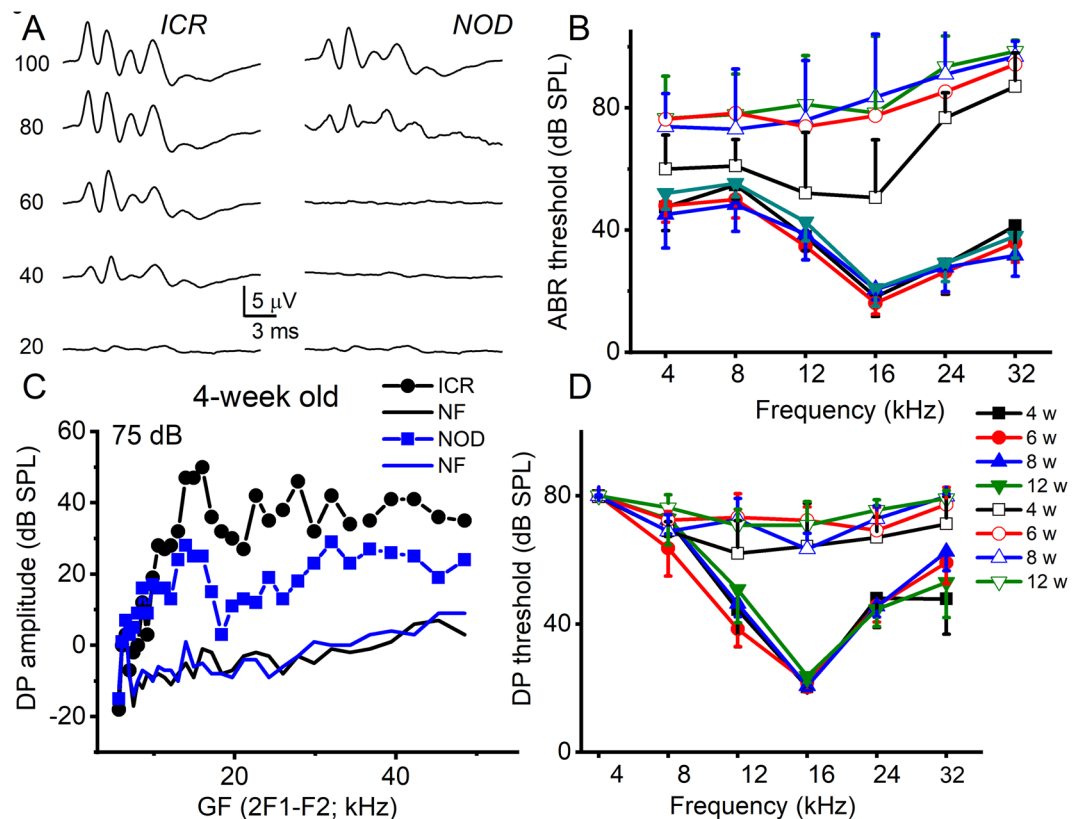 A
ICR
NOD
100
80
60
40
20
5 μV
3 ms
B
ABR threshold (dB SPL)
80
40
0
4
8
12
16
24
32
Frequency (kHz)
C
4-week old
75 dB
ICR
NF
NOD
NF
DP amplitude (dB SPL)
60
40
20
0
-20
20
40
GF (2F1-F2; kHz)
D
DP threshold (dB SPL)
80
40
0
4
8
12
16
24
32
Frequency (kHz)
4 w
6 w
8 w
12 w
4 w
6 w
8 w
12 w